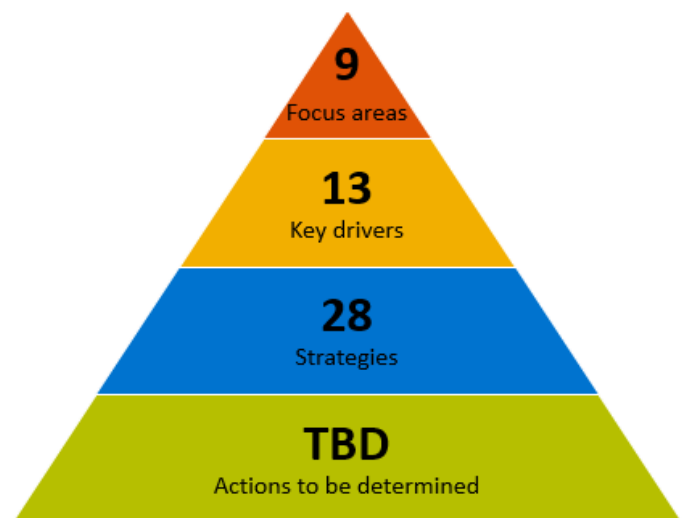 9
Focus areas
13
Key drivers
28
Strategies
TBD
Actions to be determined